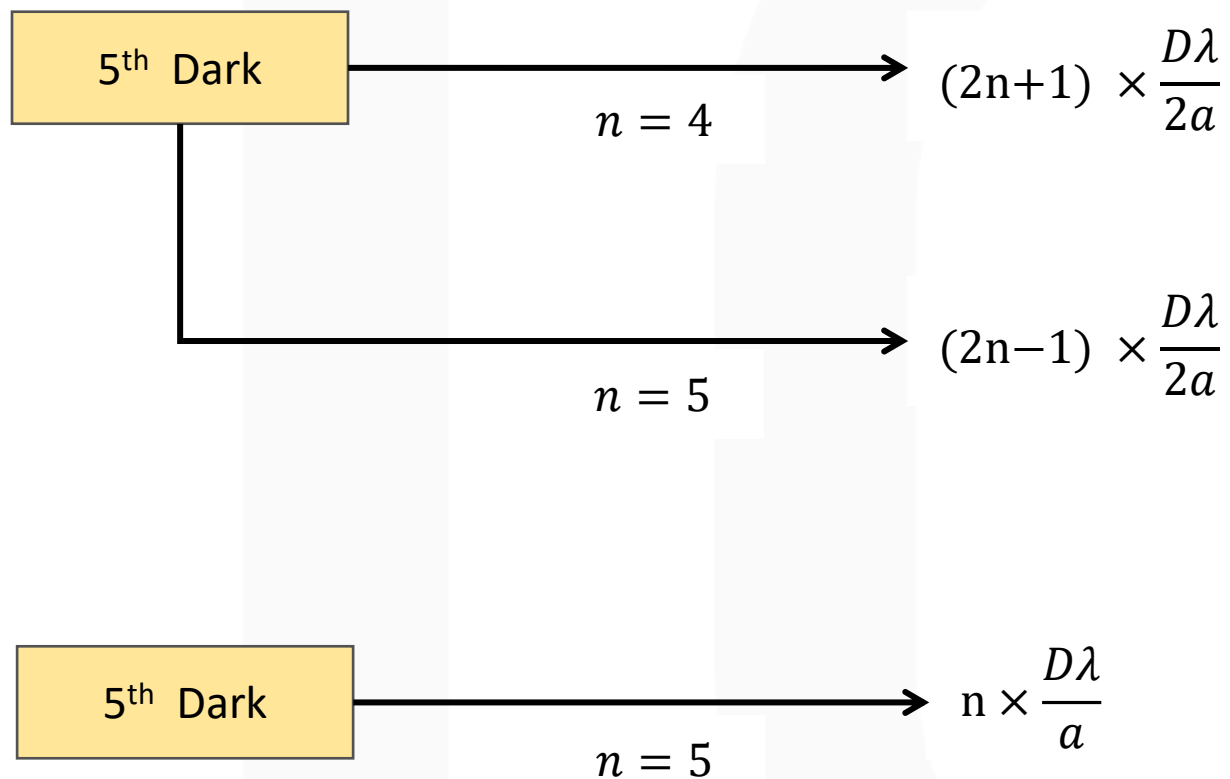 5th Dark
n = 4
(2n+1) × Dλ/2a
n = 5
(2n−1) × Dλ/2a
5th Dark
n = 5
n × Dλ/a